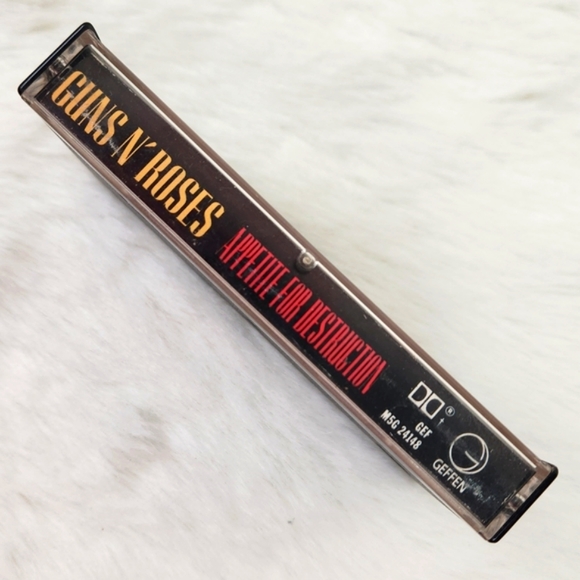 GUNS N' ROSES
APPETITE FOR DESTRUCTION
®
GEF
M5G 24148
GEFFEN